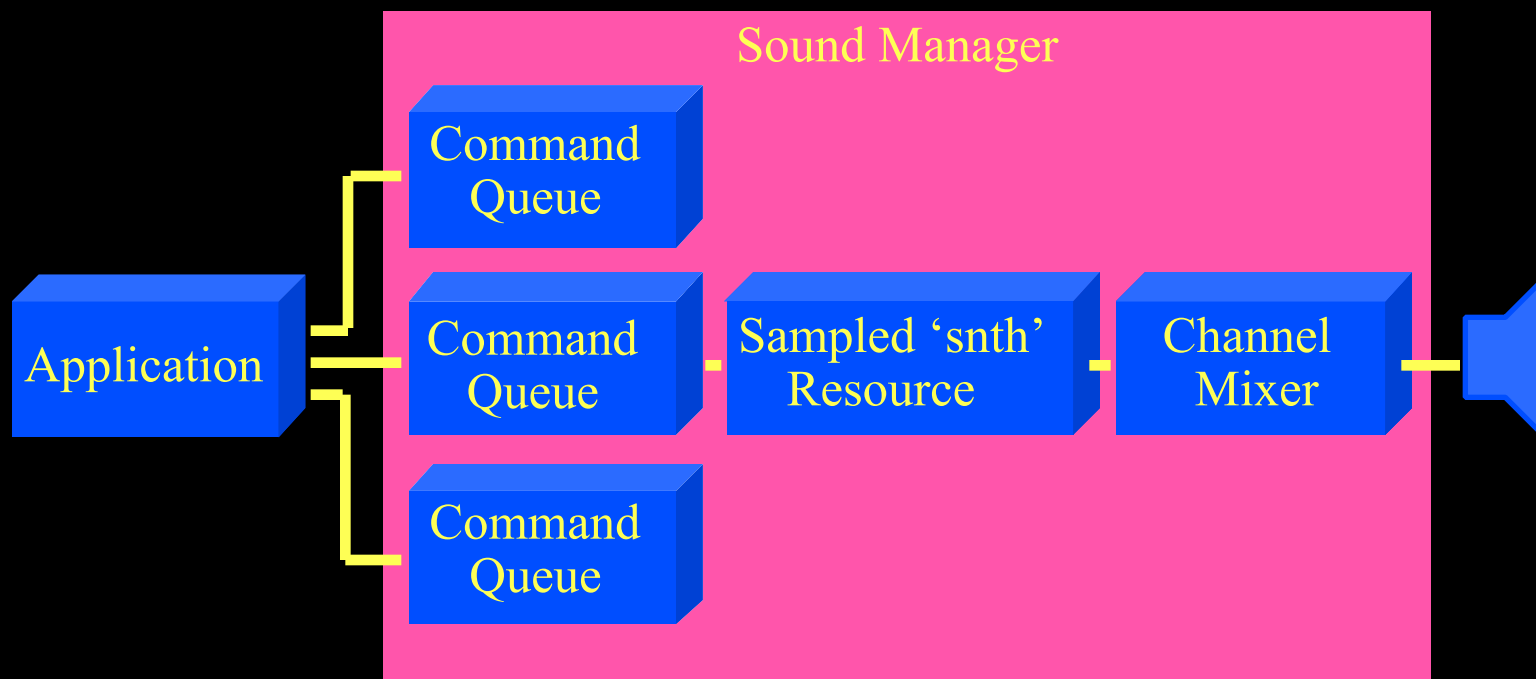 Sound Manager
Command
Queue
Application
Command
Queue
Sampled ‘snth’
Resource
Channel
Mixer
Command
Queue